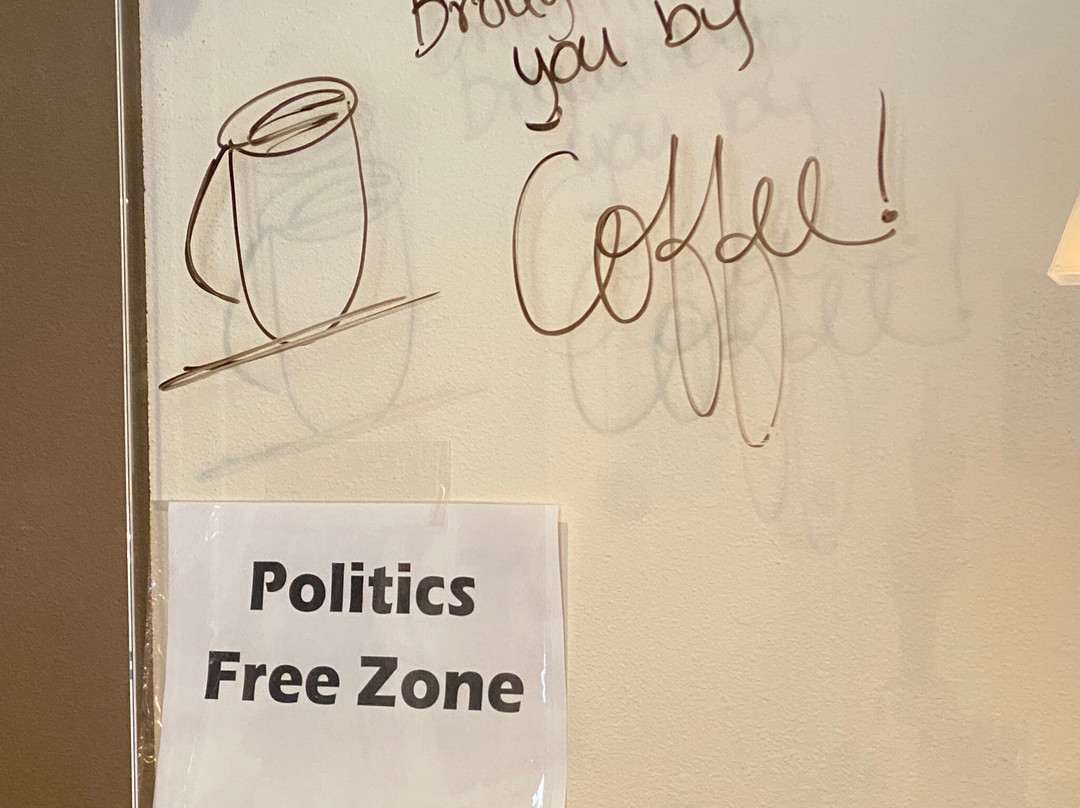 you by
Coffee!
Politics
Free Zone